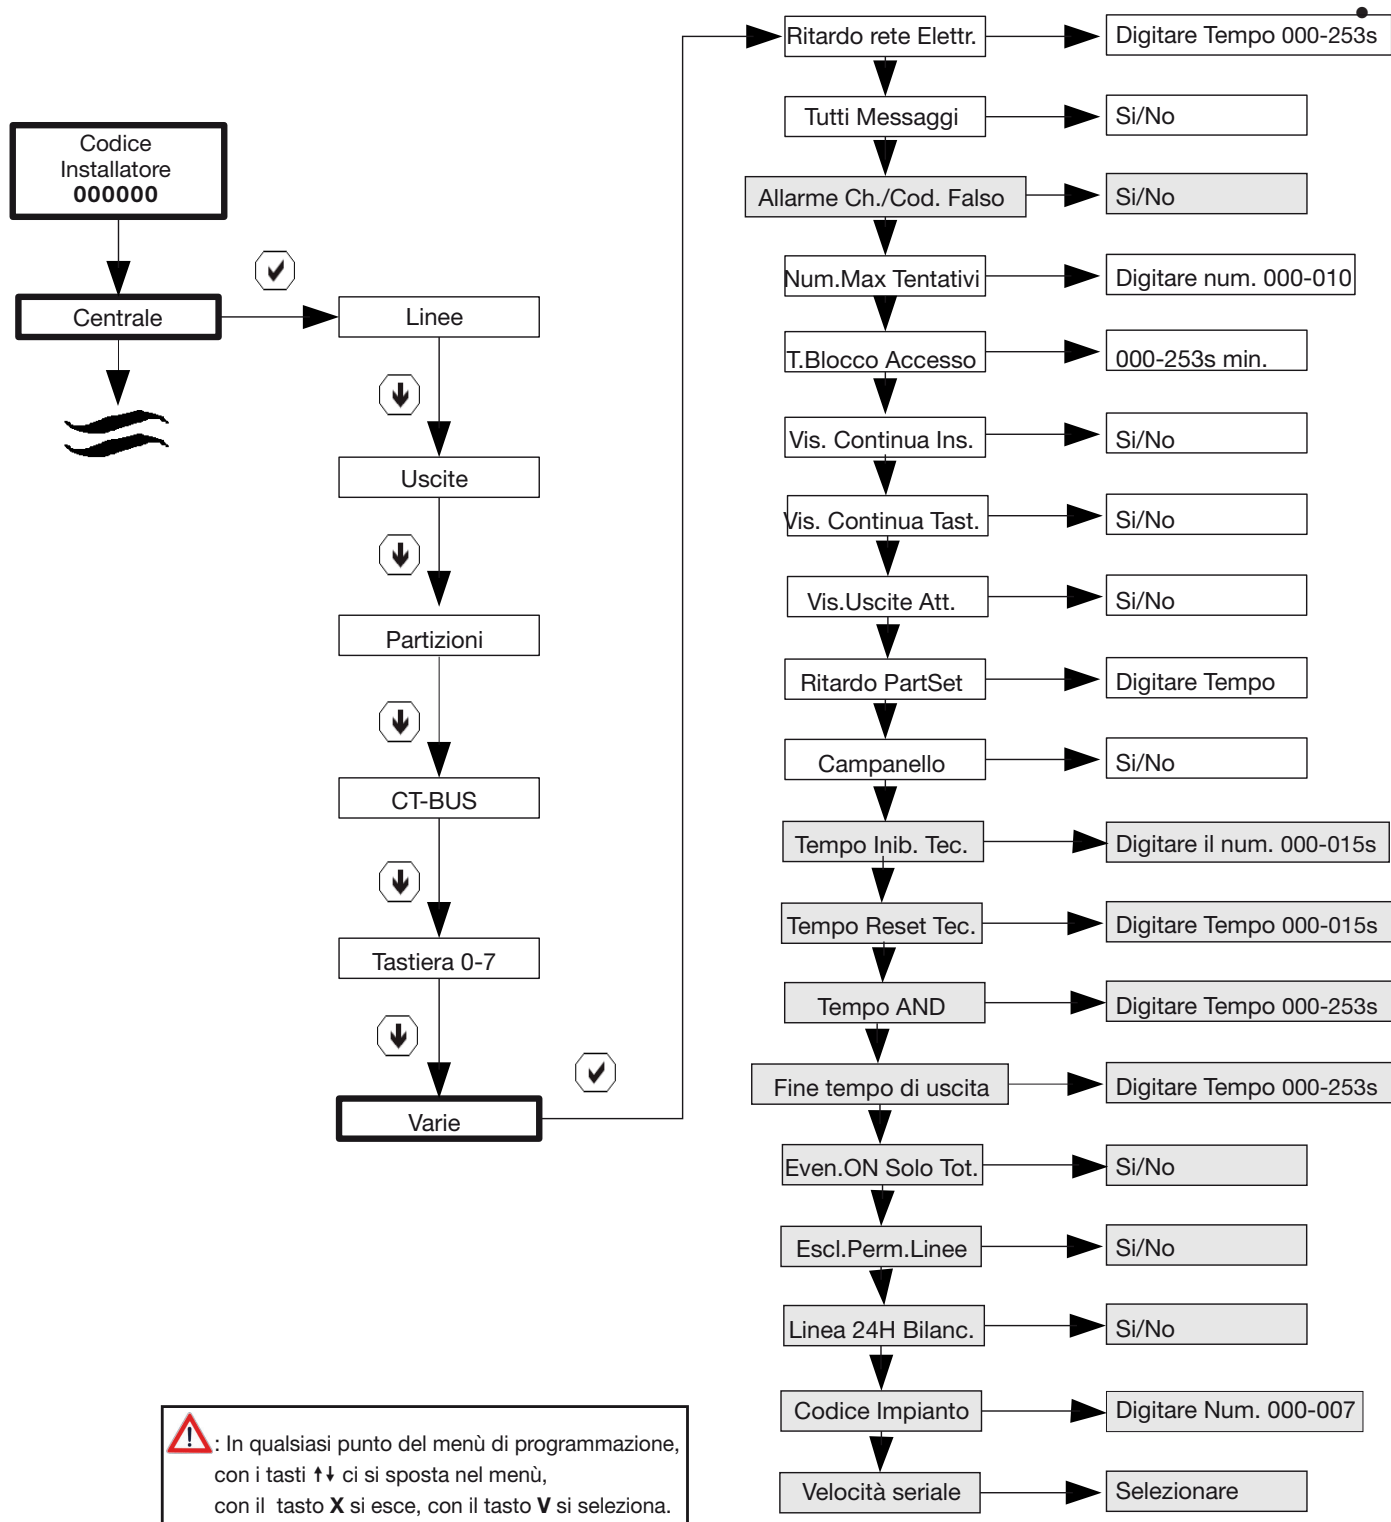 Codice
Installatore
000000
Centrale
Linee
Uscite
Partizioni
CT-BUS
Tastiera 0-7
Varie
Ritardo rete Elettr.
Digitare Tempo 000-253s
Tutti Messaggi
Si/No
Allarme Ch./Cod. Falso
Si/No
Num.Max Tentativi
Digitare num. 000-010
T.Blocco Accesso
000-253s min.
Vis. Continua Ins.
Si/No
Vis. Continua Tast.
Si/No
Vis.Uscite Att.
Si/No
Ritardo PartSet
Digitare Tempo
Campanello
Si/No
Tempo Inib. Tec.
Digitare il num. 000-015s
Tempo Reset Tec.
Digitare Tempo 000-015s
Tempo AND
Digitare Tempo 000-253s
Fine tempo di uscita
Digitare Tempo 000-253s
Even.ON Solo Tot.
Si/No
Escl.Perm.Linee
Si/No
Linea 24H Bilanc.
Si/No
Codice Impianto
Digitare Num. 000-007
Velocità seriale
Selezionare
: In qualsiasi punto del menù di programmazione,
con i tasti ↑↓ ci si sposta nel menù,
con il tasto X si esce, con il tasto V si seleziona.